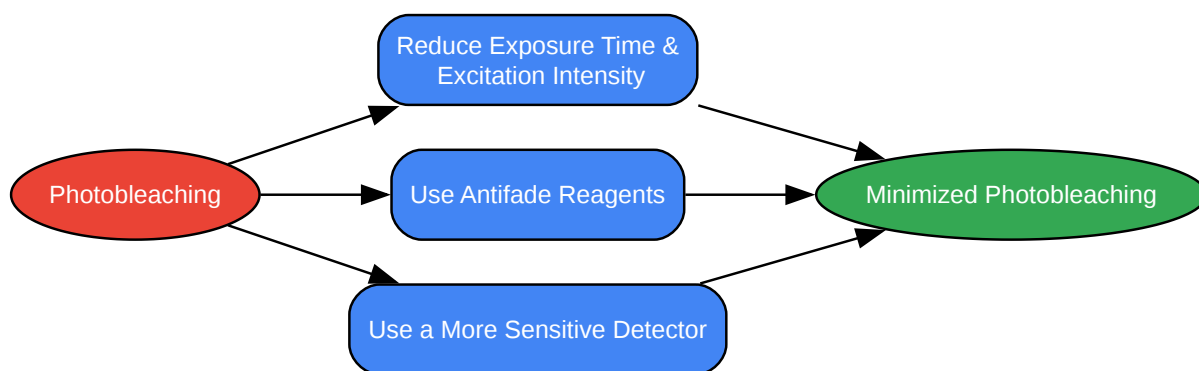 Photobleaching
Reduce Exposure Time &
Excitation Intensity
Use Antifade Reagents
Use a More Sensitive Detector
Minimized Photobleaching